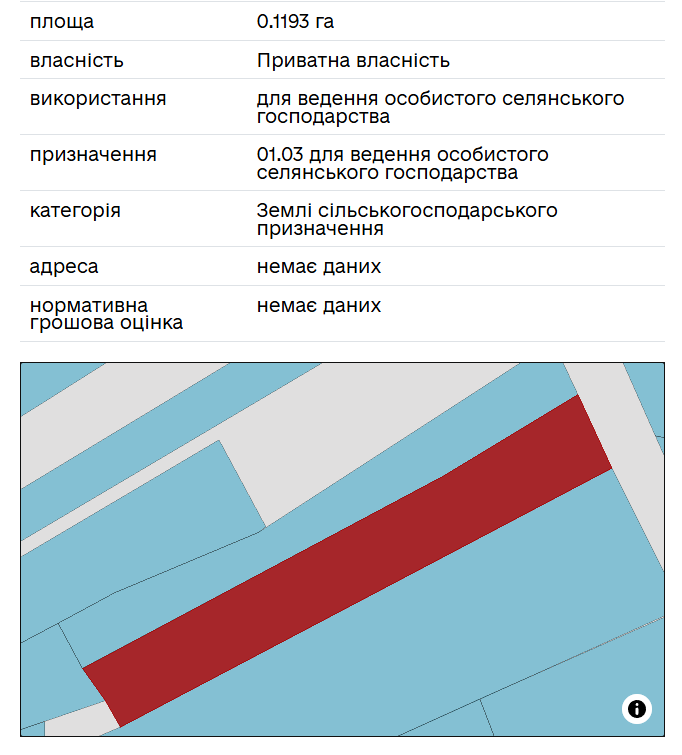 площа 0.1193 га
власність Приватна власність
використання для ведення особистого селянського
господарства
призначення 01.03 для ведення особистого
селянського господарства
категорія Землі сільськогосподарського
призначення
адреса немає даних
нормативна немає даних
грошова оцінка